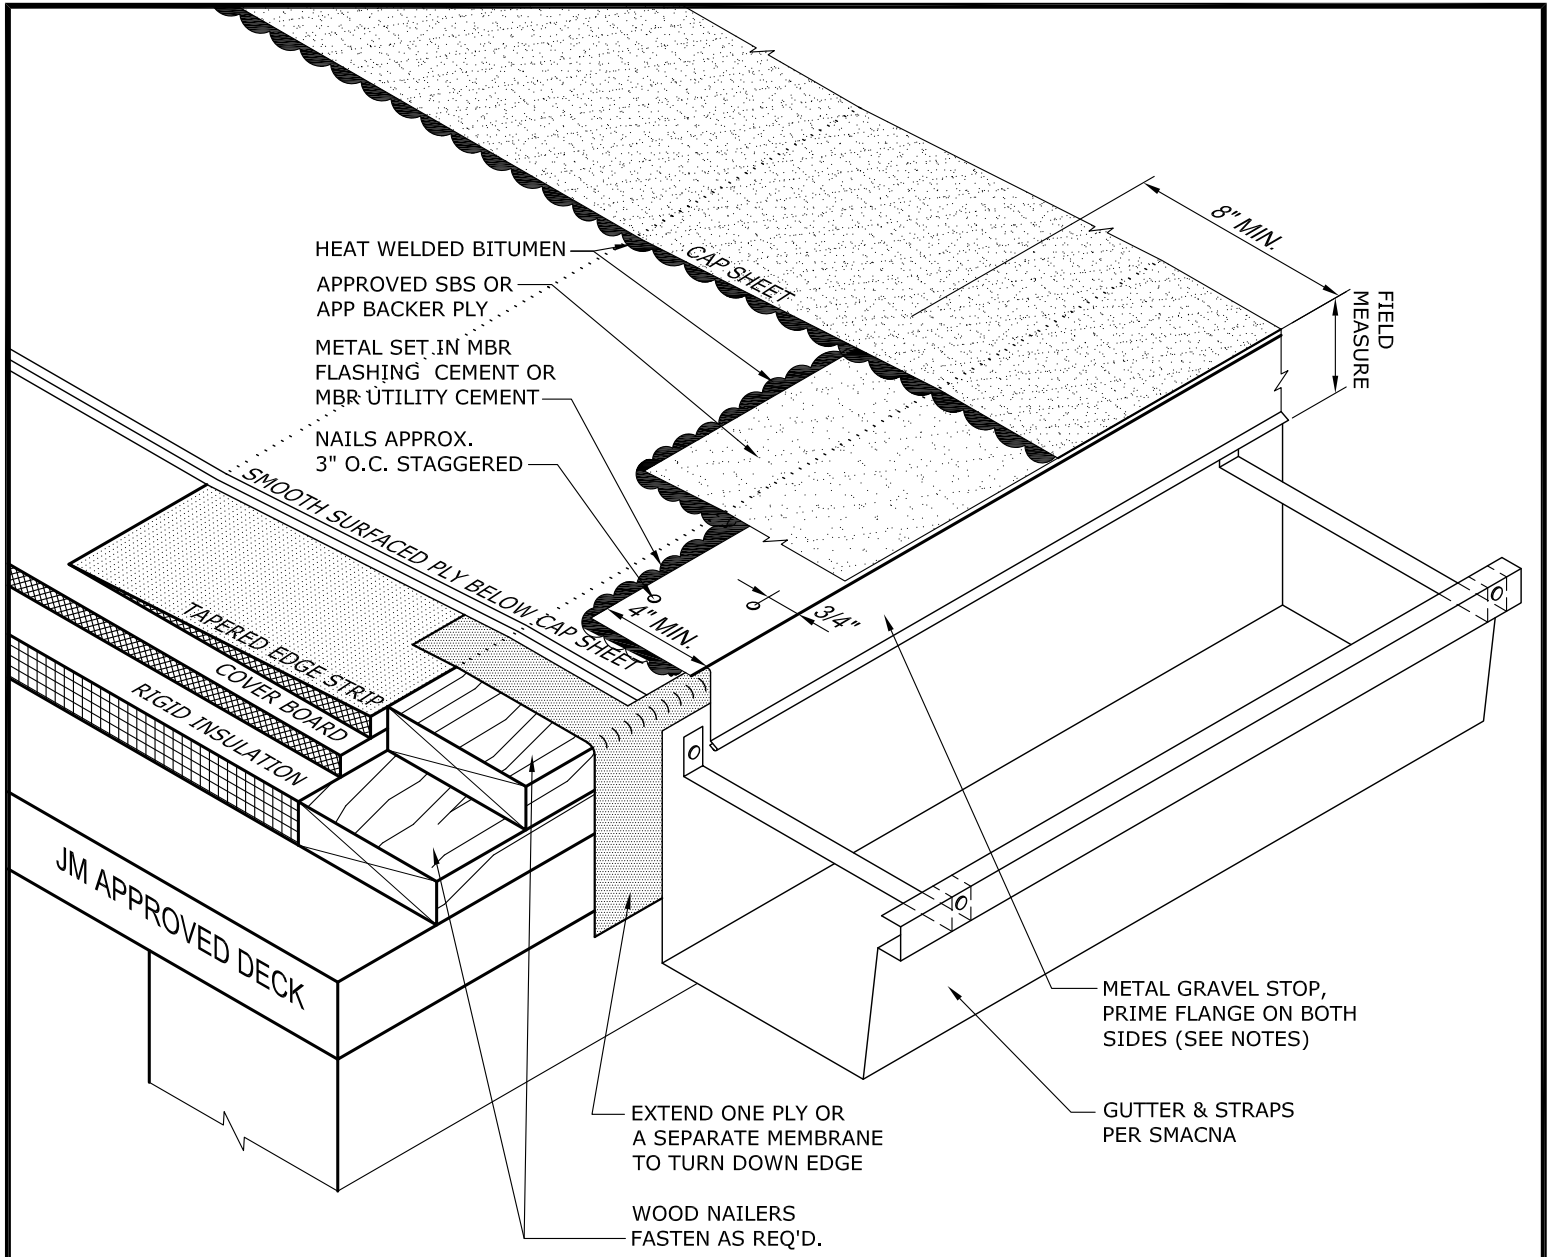 8" MIN.
HEAT WELDED BITUMEN
CAP SHEET
APPROVED SBS OR
APP BACKER PLY
FIELD
MEASURE
METAL SET IN MBR
FLASHING CEMENT OR
MBR UTILITY CEMENT
NAILS APPROX.
3" O.C. STAGGERED
SMOOTH SURFACED PLY BELOW CAP SHEET
4" MIN.
3/4"
TAPERED EDGE STRIP
COVER BOARD
RIGID INSULATION
JM APPROVED DECK
METAL GRAVEL STOP,
PRIME FLANGE ON BOTH
SIDES (SEE NOTES)
GUTTER & STRAPS
PER SMACNA
EXTEND ONE PLY OR
A SEPARATE MEMBRANE
TO TURN DOWN EDGE
WOOD NAILERS
FASTEN AS REQ'D.